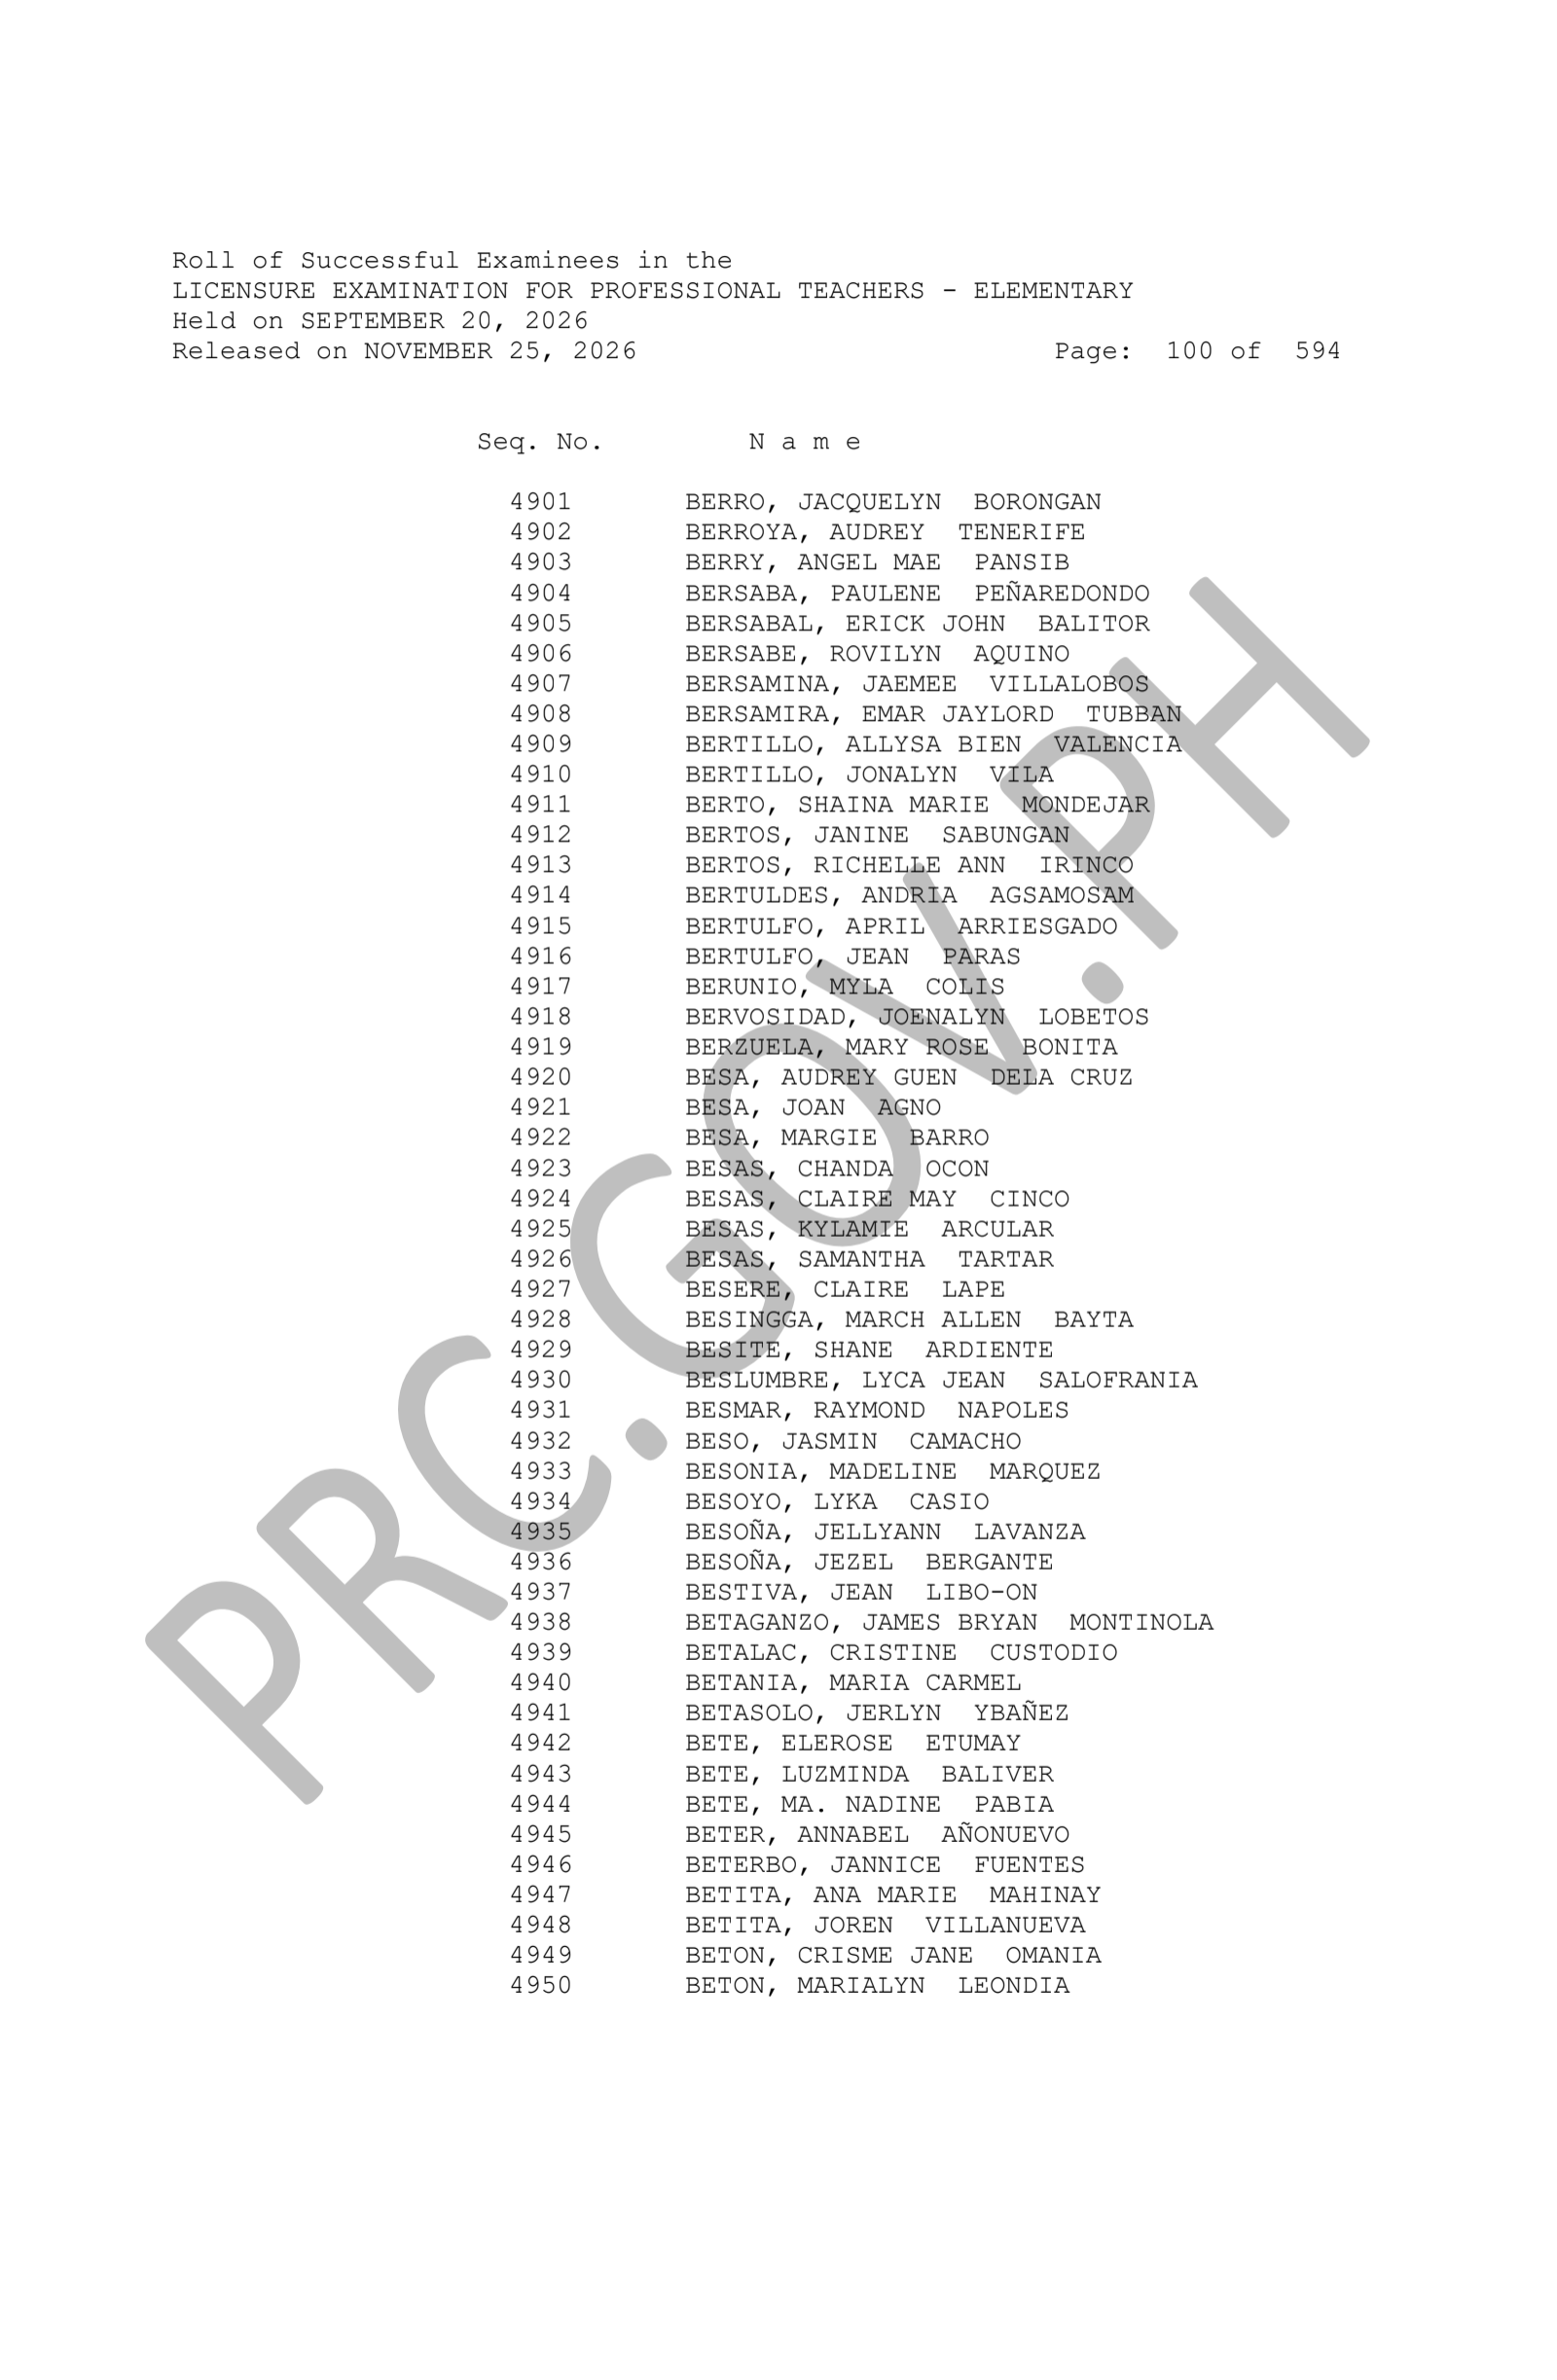 Roll of Successful Examinees in the
LICENSURE EXAMINATION FOR PROFESSIONAL TEACHERS - ELEMENTARY
Held on SEPTEMBER 20, 2026
Released on NOVEMBER 25, 2026 Page: 100 of 594
Seq. No. N a m e
4901 BERRO, JACQUELYN BORONGAN
4902 BERROYA, AUDREY TENERIFE
4903 BERRY, ANGEL MAE PANSIB
4904 BERSABA, PAULENE PEÑAREDONDO
4905 BERSABAL, ERICK JOHN BALITOR
4906 BERSABE, ROVILYN AQUINO
4907 BERSAMINA, JAEMEE VILLALOBOS
4908 BERSAMIRA, EMAR JAYLORD TUBBAN
4909 BERTILLO, ALLYSA BIEN VALENCIA
4910 BERTILLO, JONALYN VILA
4911 BERTO, SHAINA MARIE MONDEJAR
4912 BERTOS, JANINE SABUNGAN
4913 BERTOS, RICHELLE ANN IRINCO
4914 BERTULDES, ANDRIA AGSAMOSAM
4915 BERTULFO, APRIL ARRIESGADO
4916 BERTULFO, JEAN PARAS
4917 BERUNIO, MYLA COLIS
4918 BERVOSIDAD, JOENALYN LOBETOS
4919 BERZUELA, MARY ROSE BONITA
4920 BESA, AUDREY GUEN DELA CRUZ
4921 BESA, JOAN AGNO
4922 BESA, MARGIE BARRO
4923 BESAS, CHANDA OCON
4924 BESAS, CLAIRE MAY CINCO
4925 BESAS, KYLAMIE ARCULAR
4926 BESAS, SAMANTHA TARTAR
4927 BESERE, CLAIRE LAPE
4928 BESINGGA, MARCH ALLEN BAYTA
4929 BESITE, SHANE ARDIENTE
4930 BESLUMBRE, LYCA JEAN SALOFRANIA
4931 BESMAR, RAYMOND NAPOLES
4932 BESO, JASMIN CAMACHO
4933 BESONIA, MADELINE MARQUEZ
4934 BESOYO, LYKA CASIO
4935 BESOÑA, JELLYANN LAVANZA
4936 BESOÑA, JEZEL BERGANTE
4937 BESTIVA, JEAN LIBO-ON
4938 BETAGANZO, JAMES BRYAN MONTINOLA
4939 BETALAC, CRISTINE CUSTODIO
4940 BETANIA, MARIA CARMEL
4941 BETASOLO, JERLYN YBAÑEZ
4942 BETE, ELEROSE ETUMAY
4943 BETE, LUZMINDA BALIVER
4944 BETE, MA. NADINE PABIA
4945 BETER, ANNABEL AÑONUEVO
4946 BETERBO, JANNICE FUENTES
4947 BETITA, ANA MARIE MAHINAY
4948 BETITA, JOREN VILLANUEVA
4949 BETON, CRISME JANE OMANIA
4950 BETON, MARIALYN LEONDIA
PRC.GOV.PH